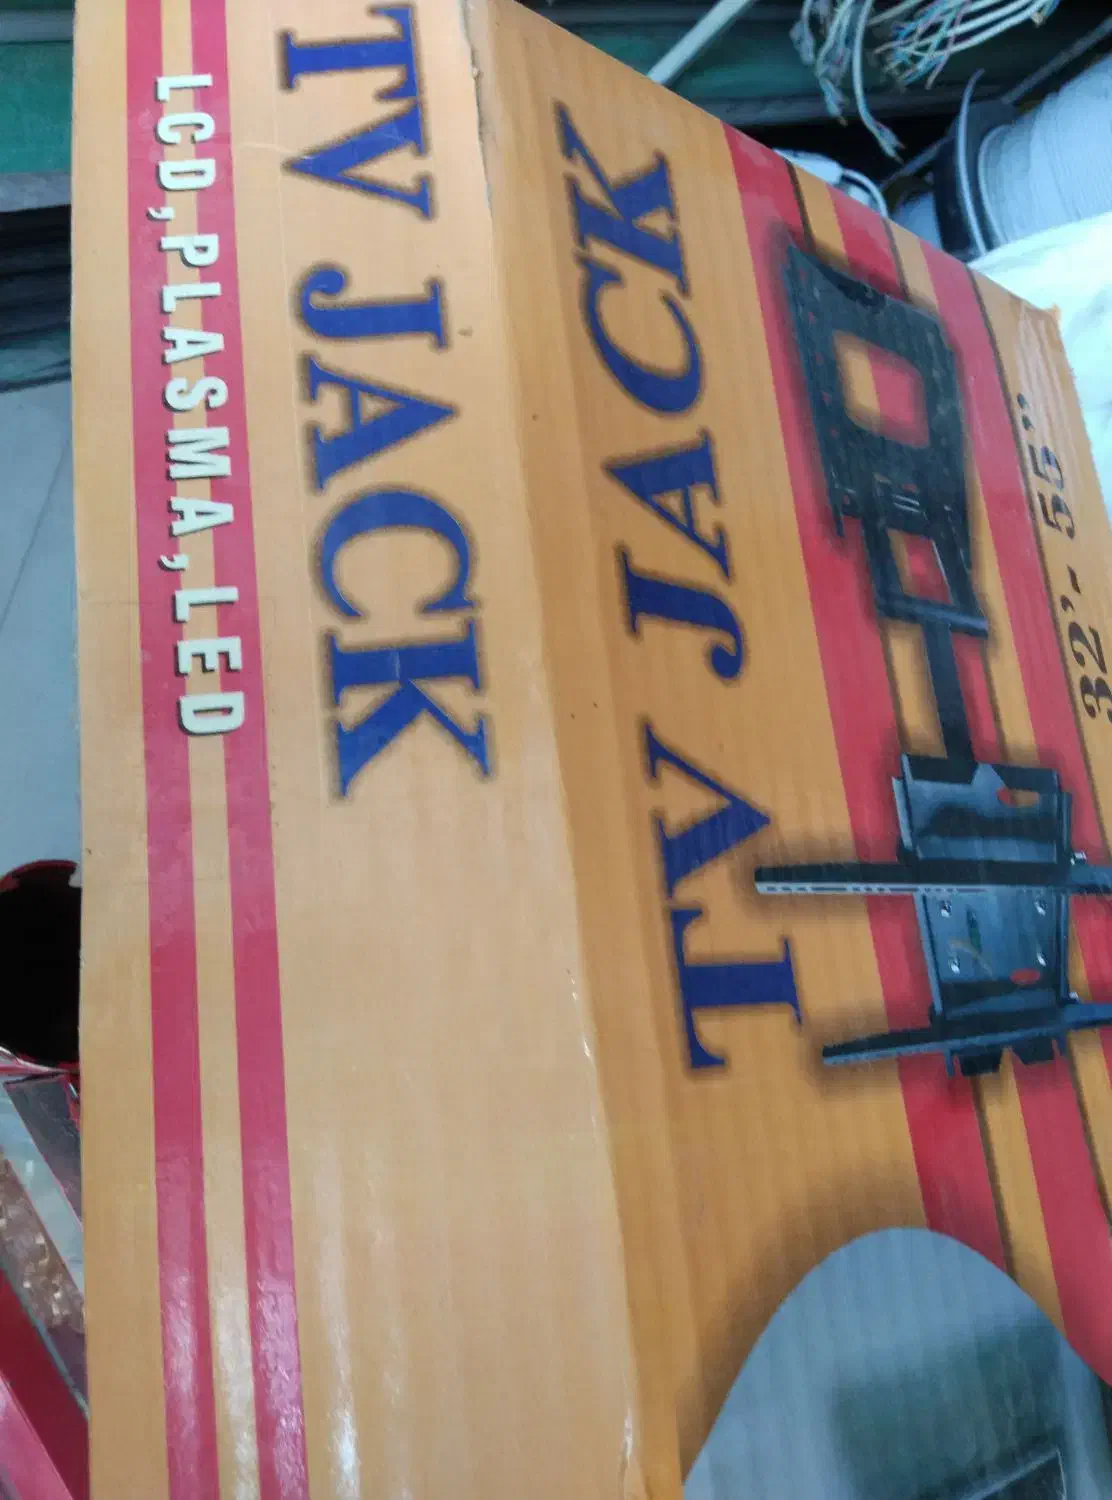 TV JACK
LCD,PLASMA,LED
TV JACK
32'- 55"